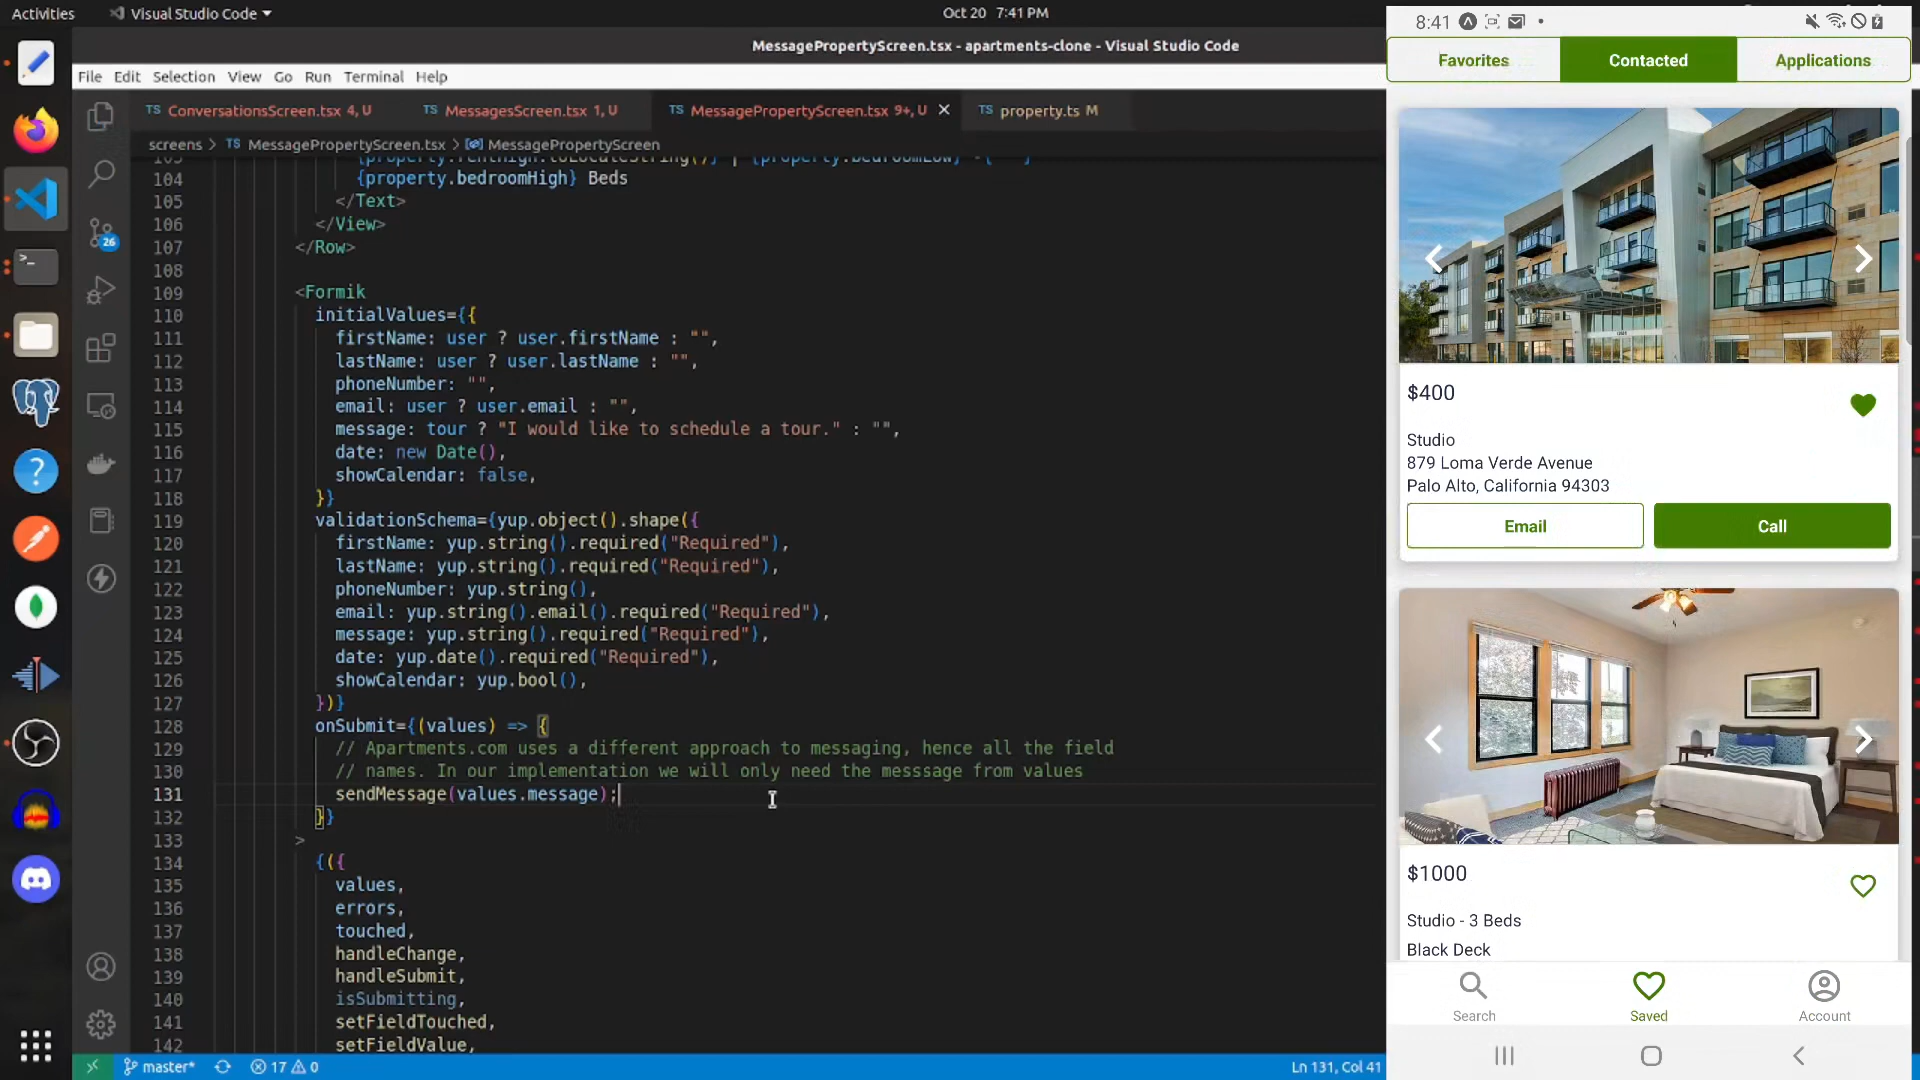 Activities
Visual Studio Code
Oct 20 7:41 PM
MessagePropertyScreen.tsx - apartments-clone - Visual Studio Code
File Edit Selection View Go Run Terminal Help
TS ConversationsScreen.tsx 4, U
TS MessagesScreen.tsx 1, U
TS MessagePropertyScreen.tsx 9+, U
TS property.ts M
screens > TS MessagePropertyScreen.tsx > MessagePropertyScreen
103 {property.rentHigh.toLocaleString()} | {property.bedroomLow} -{" "}
104 {property.bedroomHigh} Beds
105 </Text>
106 </View>
107 </Row>
108
109 <Formik
110 initialValues={{
111 firstName: user ? user.firstName : "",
112 lastName: user ? user.lastName : "",
113 phoneNumber: "",
114 email: user ? user.email : "",
115 message: tour ? "I would like to schedule a tour." : "",
116 date: new Date(),
117 showCalendar: false,
118 }}
119 validationSchema={yup.object().shape({
120 firstName: yup.string().required("Required"),
121 lastName: yup.string().required("Required"),
122 phoneNumber: yup.string(),
123 email: yup.string().email().required("Required"),
124 message: yup.string().required("Required"),
125 date: yup.date().required("Required"),
126 showCalendar: yup.bool(),
127 })}
128 onSubmit={(values) => {
129 // Apartments.com uses a different approach to messaging, hence all the field
130 // names. In our implementation we will only need the messsage from values
131 sendMessage(values.message);
132 }}
133 >
134 {({
135 values,
136 errors,
137 touched,
138 handleChange,
139 handleSubmit,
140 isSubmitting,
141 setFieldTouched,
142 setFieldValue,
26
master*
17 0
Ln 131, Col 41
8:41
Favorites
Contacted
Applications
$400
Studio
879 Loma Verde Avenue
Palo Alto, California 94303
Email
Call
$1000
Studio - 3 Beds
Black Deck
Search
Saved
Account